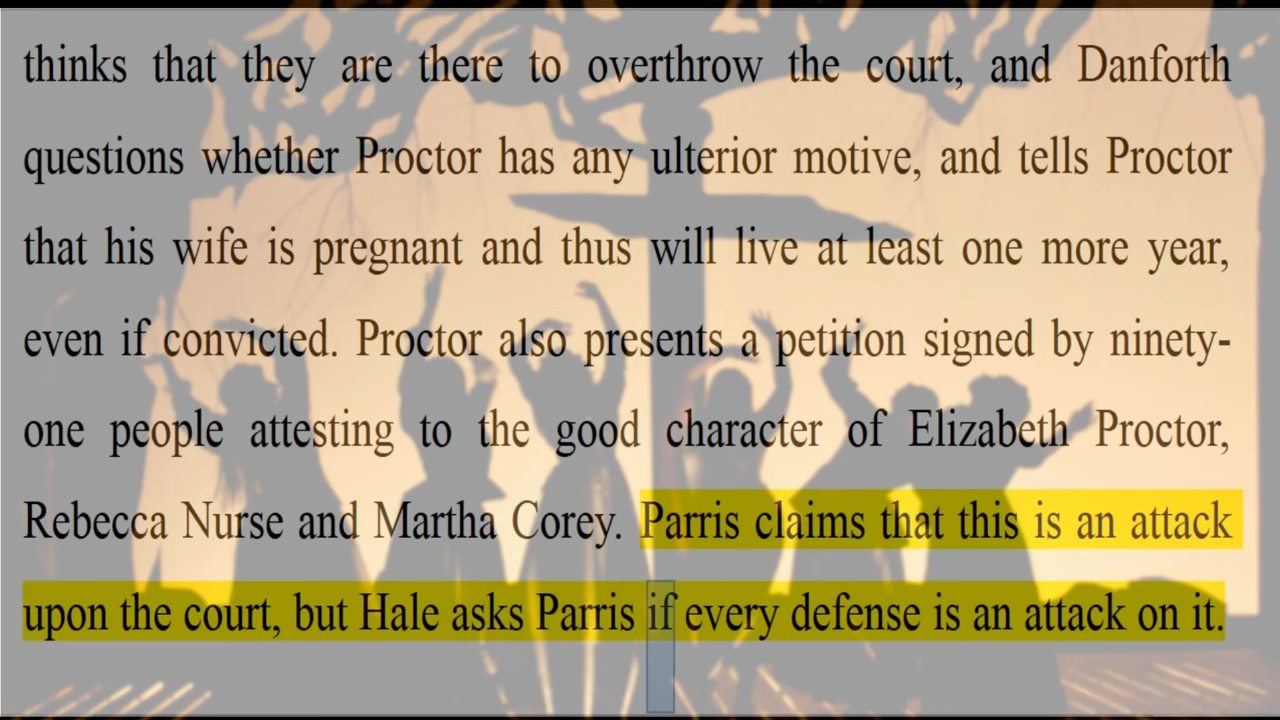 thinks that they are there to overthrow the court, and Danforth
questions whether Proctor has any ulterior motive, and tells Proctor
that his wife is pregnant and thus will live at least one more year,
even if convicted. Proctor also presents a petition signed by ninety-
one people attesting to the good character of Elizabeth Proctor,
Rebecca Nurse and Martha Corey. Parris claims that this is an attack
upon the court, but Hale asks Parris if every defense is an attack on it.